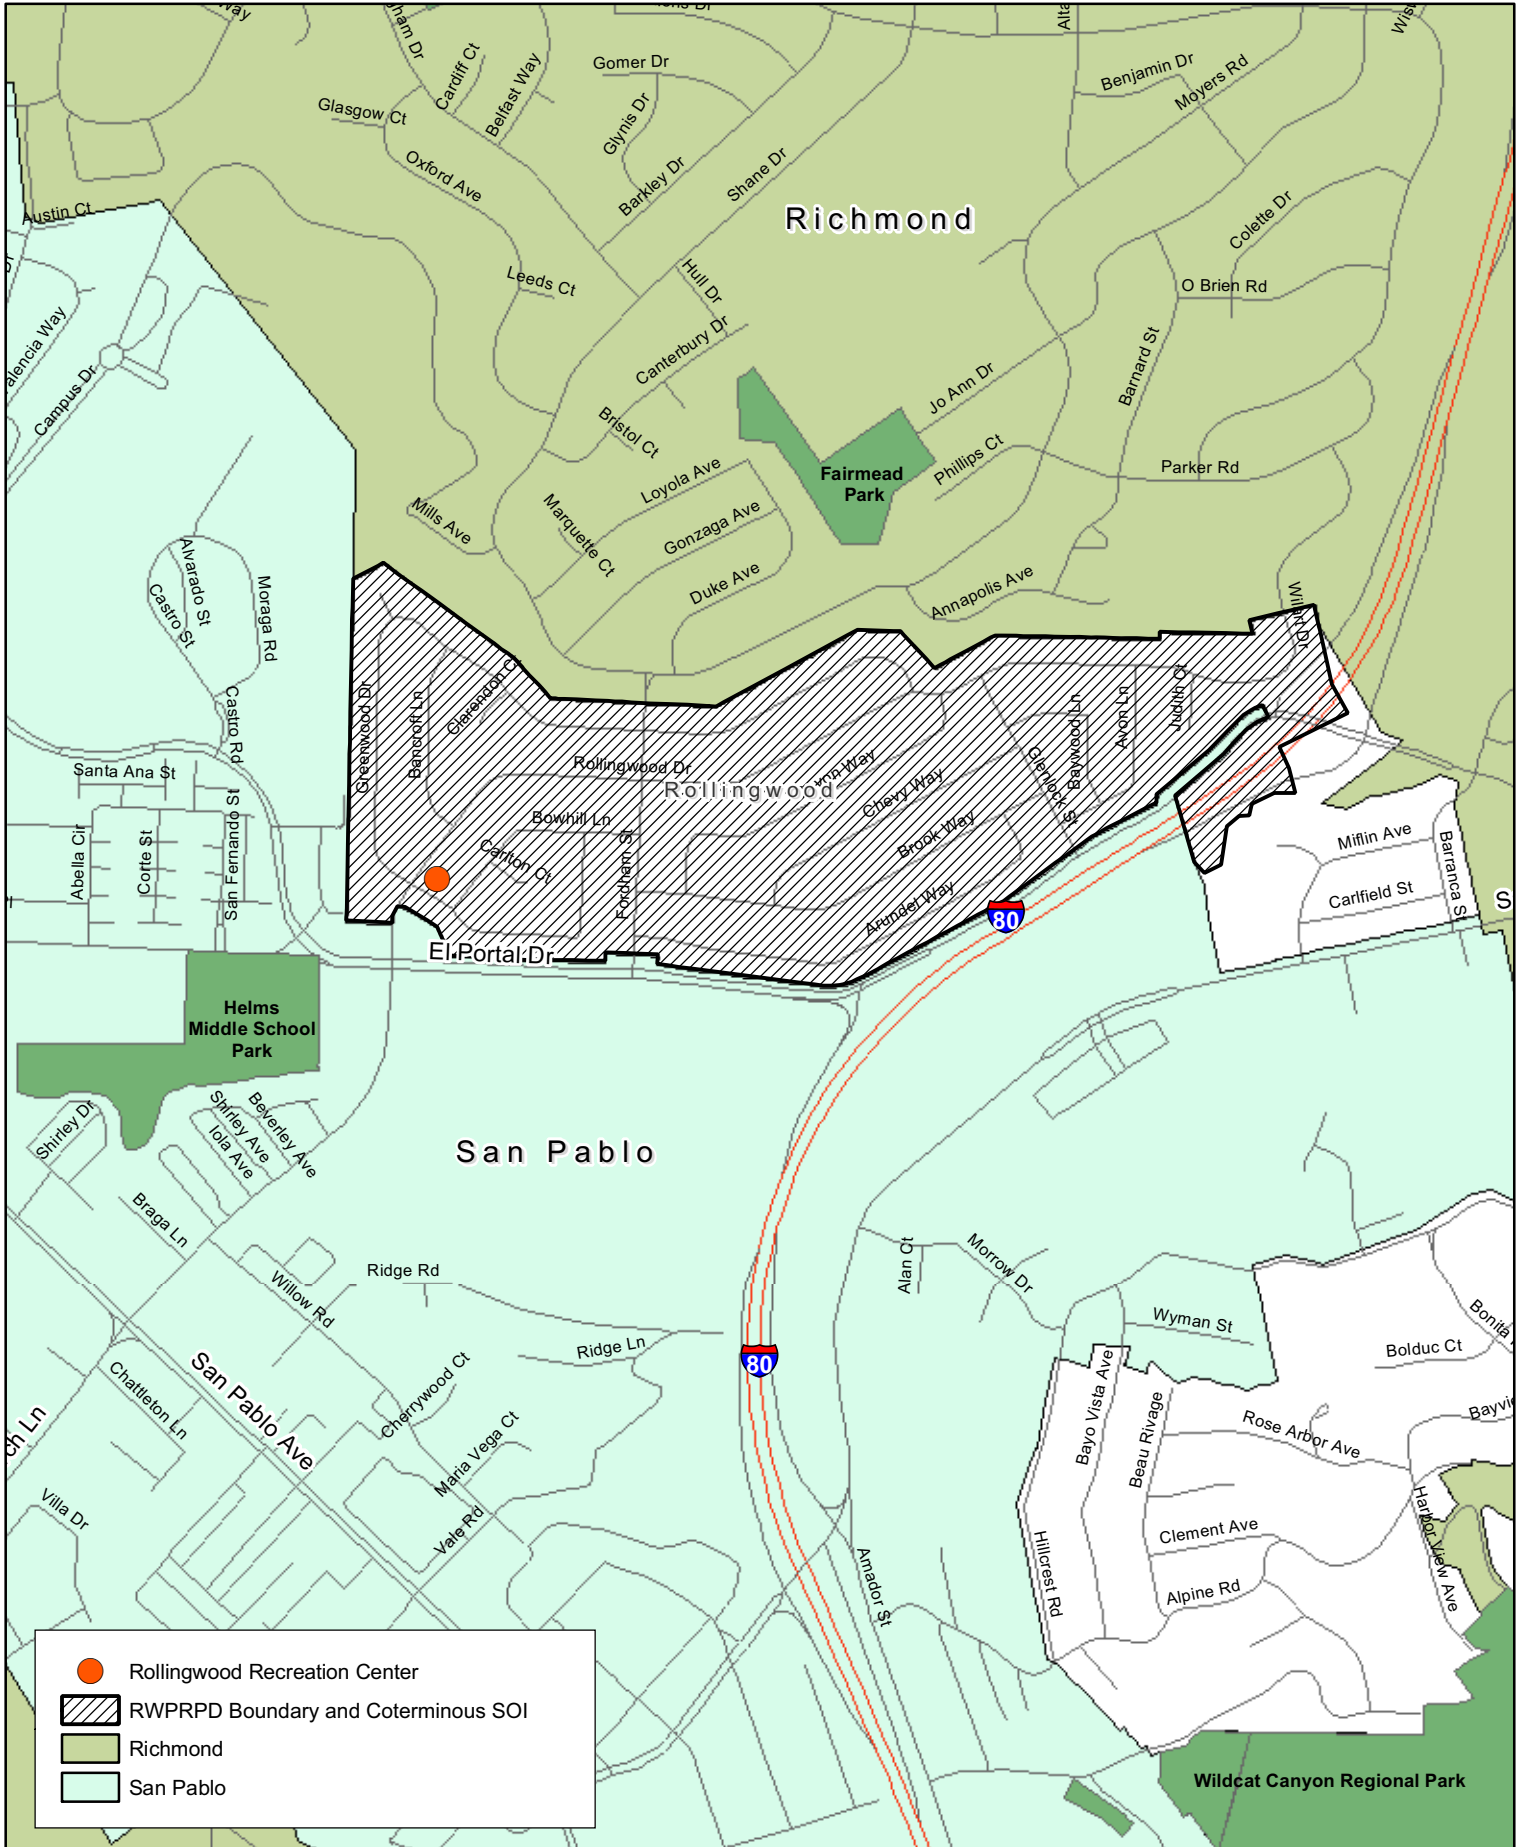 Way
Cardiff Ct
Belfast Way
Gomer Dr
Glynis Dr
Benjamin Dr
Moyers Rd
Glasgow Ct
Oxford Ave
Barkley Dr
Shane Dr
Richmond
Colette Dr
Austin Ct
Leeds Ct
Hull Dr
O Brien Rd
Canterbury Dr
Campus Dr
Barnard St
Jo Ann Dr
Bristol Ct
Phillips Ct
Parker Rd
Fairmead
Park
Loyola Ave
Mills Ave
Marquette Ct
Gonzaga Ave
Duke Ave
Annapolis Ave
Alvarado St
Castro St
Moraga Rd
Castro Rd
Greenwood Dr
Bancroft Ln
Clarendon Ct
Judith Ct
Avon Ln
Baywood Ln
Glenlock St
Santa Ana St
Rollingwood Dr
Rollingwood
Chevy Way
Bowhill Ln
Brook Way
Carlton Ct
Fordham St
Arundel Way
Abella Cir
Corte St
San Fernando St
Miflin Ave
Barranca St
Carlfield St
S
80
El Portal Dr
Helms
Middle School
Park
Shirley Dr
Shirley Ave
Beverley Ave
Iola Ave
San Pablo
Braga Ln
Willow Rd
Ridge Rd
Alan Ct
Morrow Dr
Wyman St
Ridge Ln
80
Bolduc Ct
Bonita
Chattleton Ln
San Pablo Ave
Cherrywood Ct
Bayo Vista Ave
Beau Rivage
Rose Arbor Ave
Maria Vega Ct
Villa Dr
Vale Rd
Clement Ave
Harbor View Ave
Hillcrest Rd
Alpine Rd
Amador St
Wildcat Canyon Regional Park
Rollingwood Recreation Center
RWPRPD Boundary and Coterminous SOI
Richmond
San Pablo